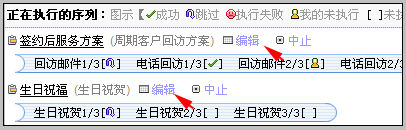 正在执行的序列：图示[✓成功 跳过 执行失败 我的未执行 [ ]未执
签约后服务方案 (周期客户回访方案) 编辑 中止
回访邮件1/3[ ] 电话回访1/3[✓] 回访邮件2/3[ ] 电话回访2/3
生日祝福 (生日祝贺) 编辑 中止
生日祝贺1/3[ ] 生日祝贺2/3[ ] 生日祝贺3/3[ ]